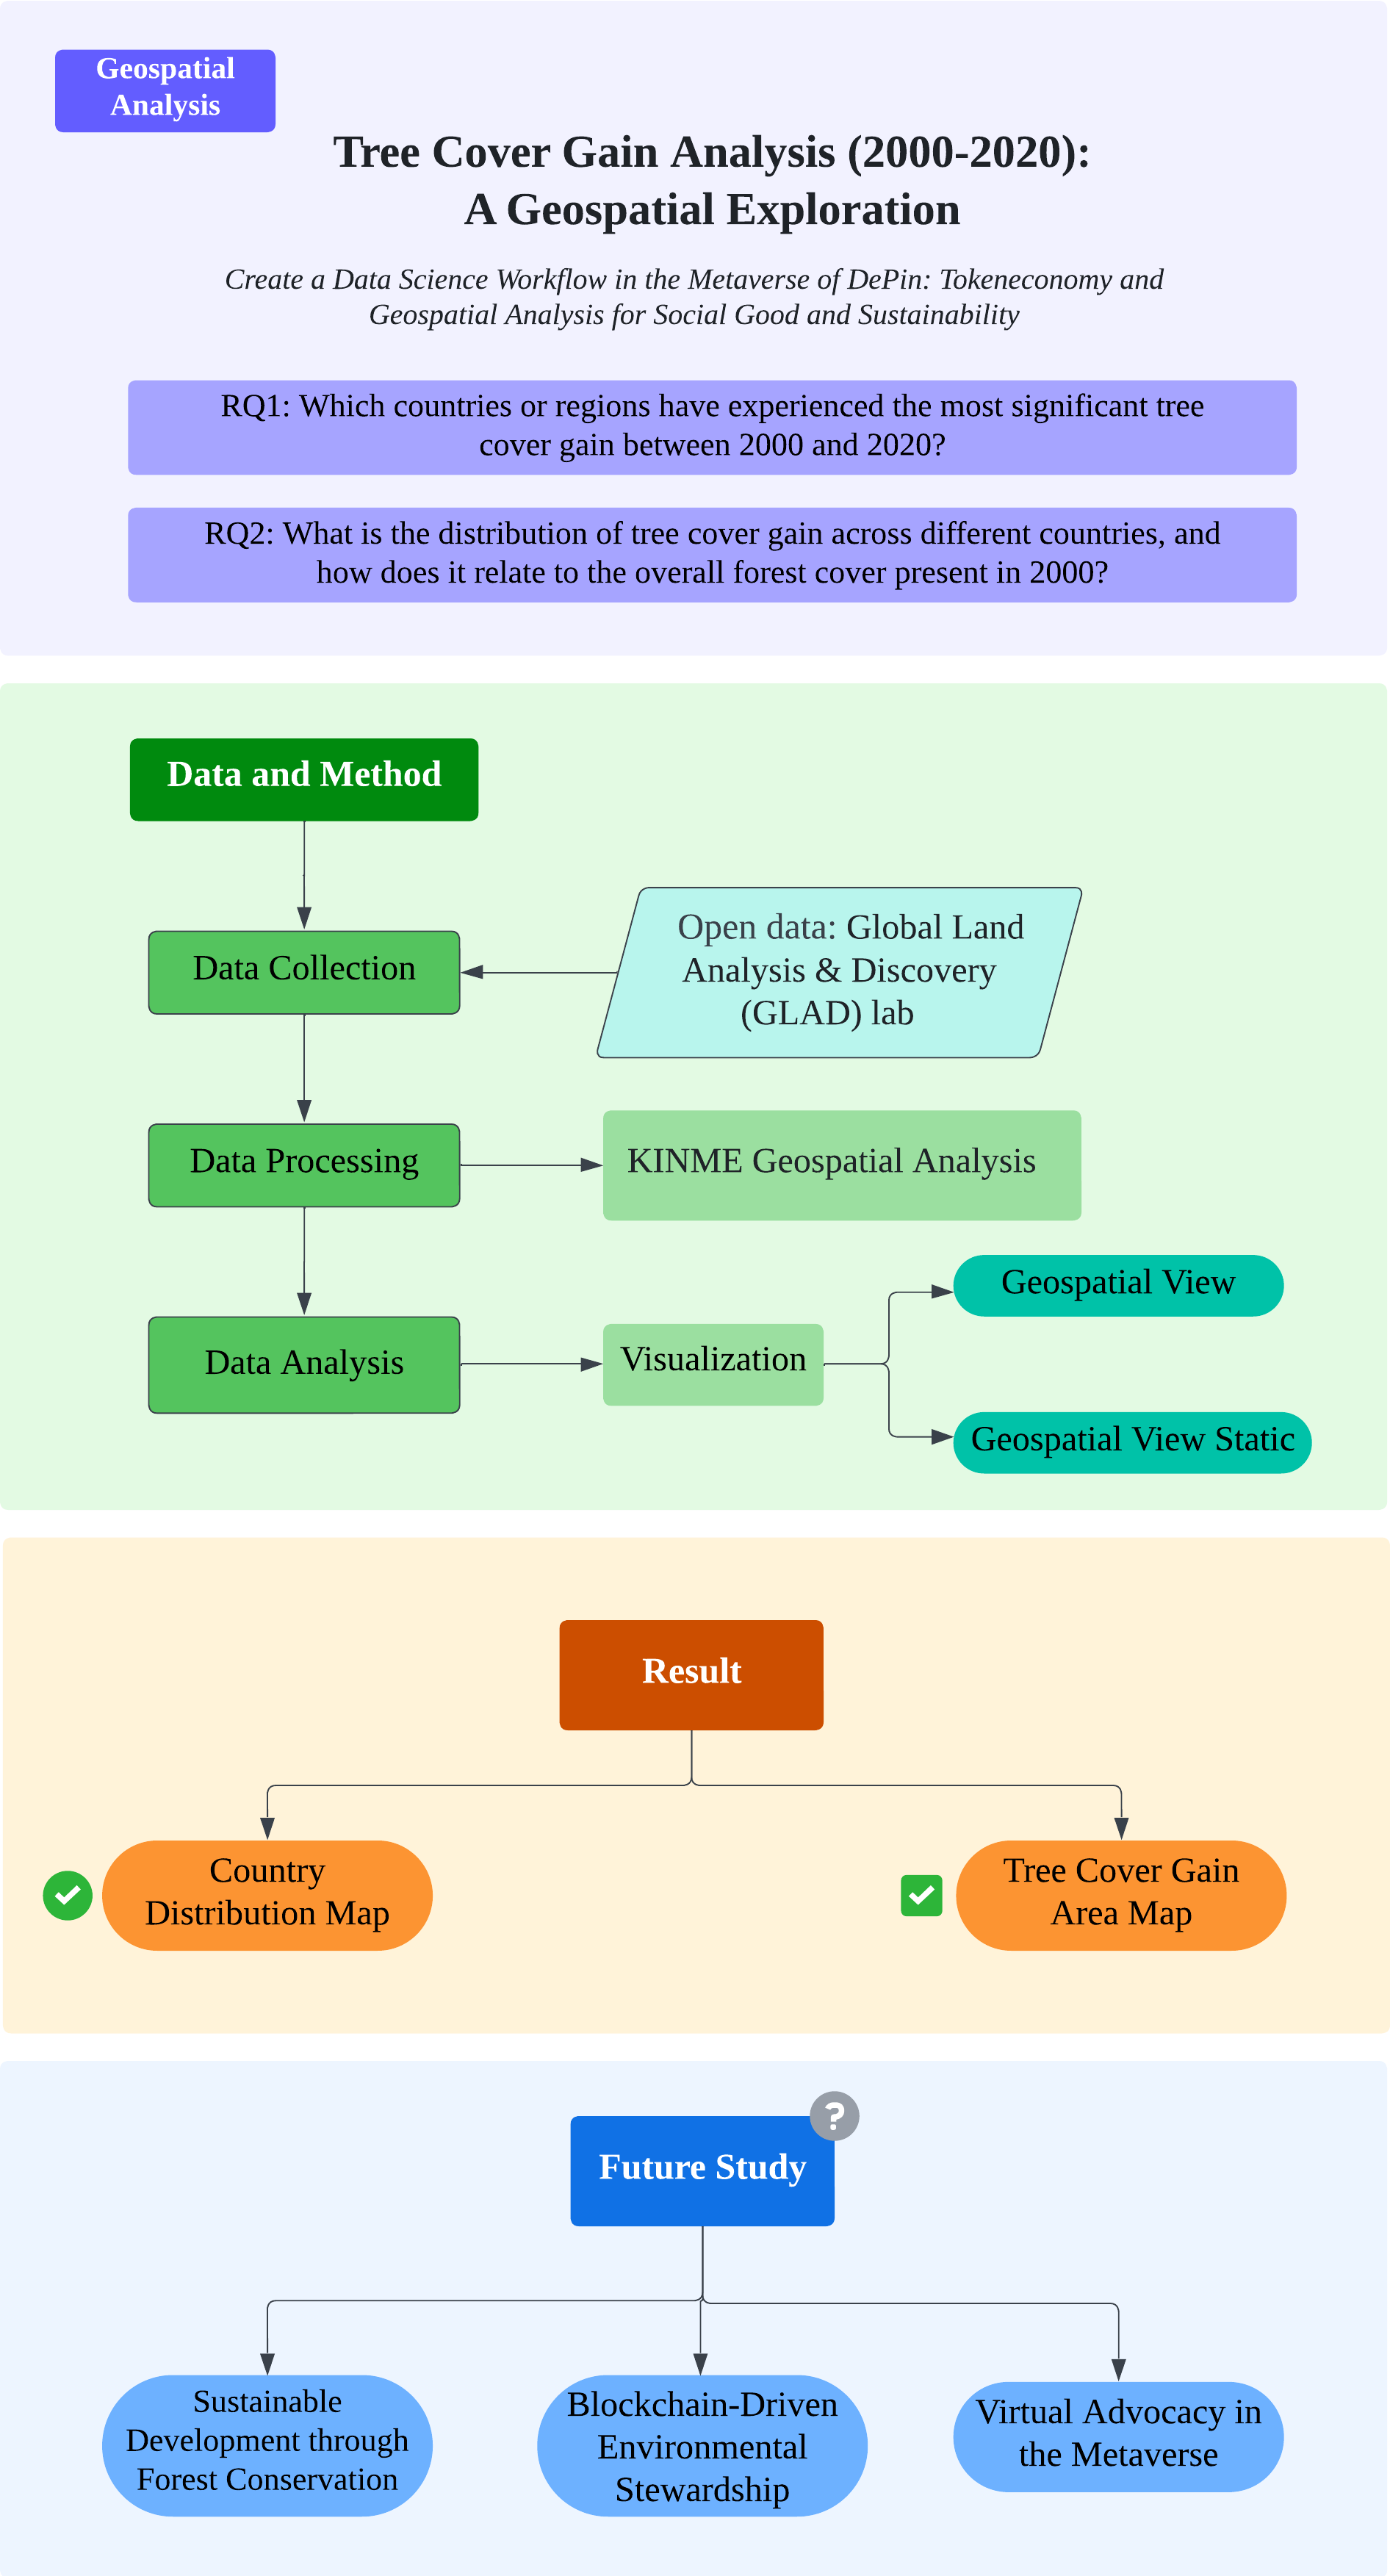 Geospatial
Analysis
Tree Cover Gain Analysis (2000-2020):
A Geospatial Exploration
Create a Data Science Workflow in the Metaverse of DePin: Tokeneconomy and
Geospatial Analysis for Social Good and Sustainability
RQ1: Which countries or regions have experienced the most significant tree
cover gain between 2000 and 2020?
RQ2: What is the distribution of tree cover gain across different countries, and
how does it relate to the overall forest cover present in 2000?
Data and Method
Data Collection
Open data: Global Land
Analysis & Discovery
(GLAD) lab
Data Processing
KINME Geospatial Analysis
Data Analysis
Visualization
Geospatial View
Geospatial View Static
Result
Country
Distribution Map
Tree Cover Gain
Area Map
?
Future Study
Sustainable
Development through
Forest Conservation
Blockchain-Driven
Environmental
Stewardship
Virtual Advocacy in
the Metaverse